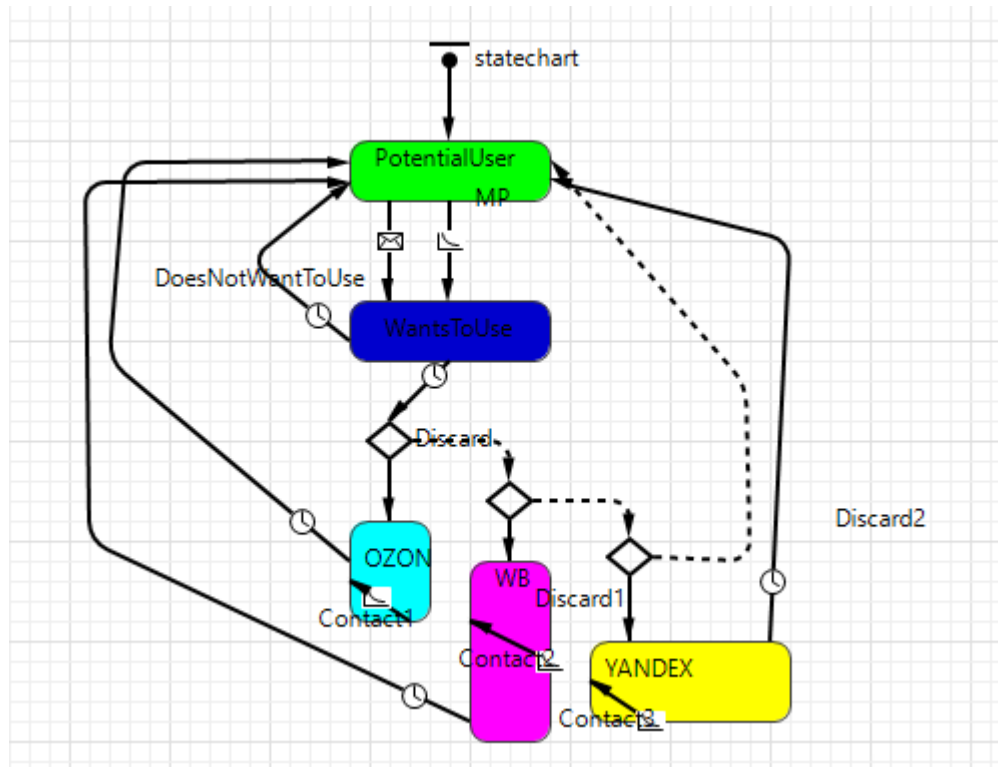 statechart
PotentialUser
MP
DoesNotWantToUse
WantsToUse
Discard
Discard2
OZON
WB
Discard1
Contact1
Contact2
YANDEX
Contact3